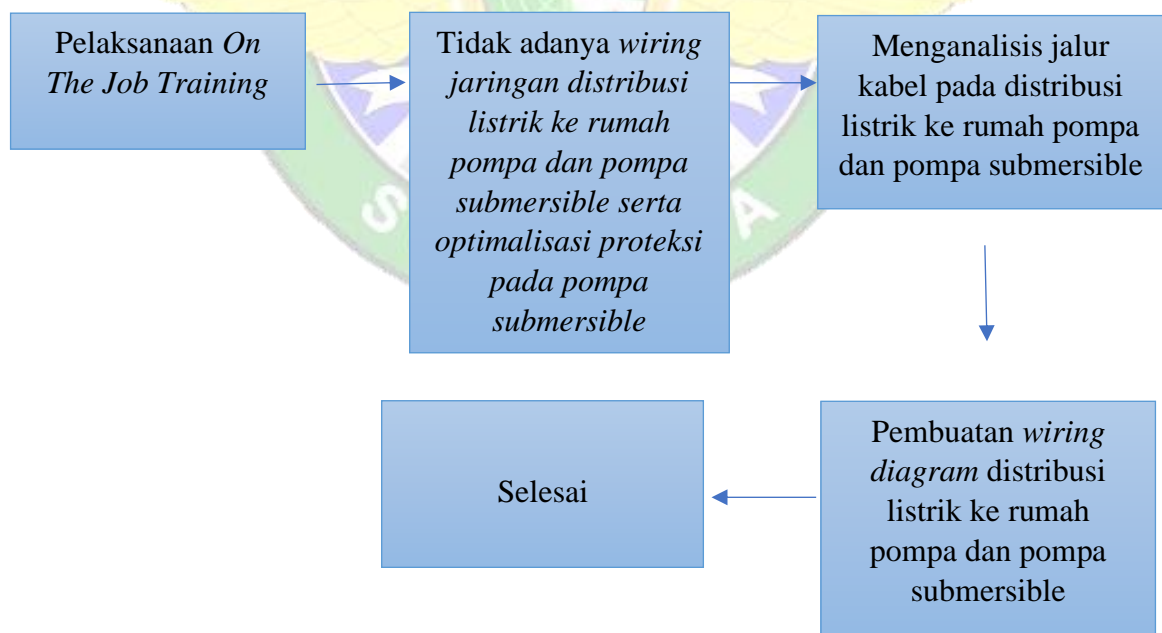 Pelaksanaan On
The Job Training
Tidak adanya wiring
jaringan distribusi
listrik ke rumah
pompa dan pompa
submersible serta
optimalisasi proteksi
pada pompa
submersible
Menganalisis jalur
kabel pada distribusi
listrik ke rumah pompa
dan pompa submersible
Pembuatan wiring
diagram distribusi
listrik ke rumah
pompa dan pompa
submersible
Selesai